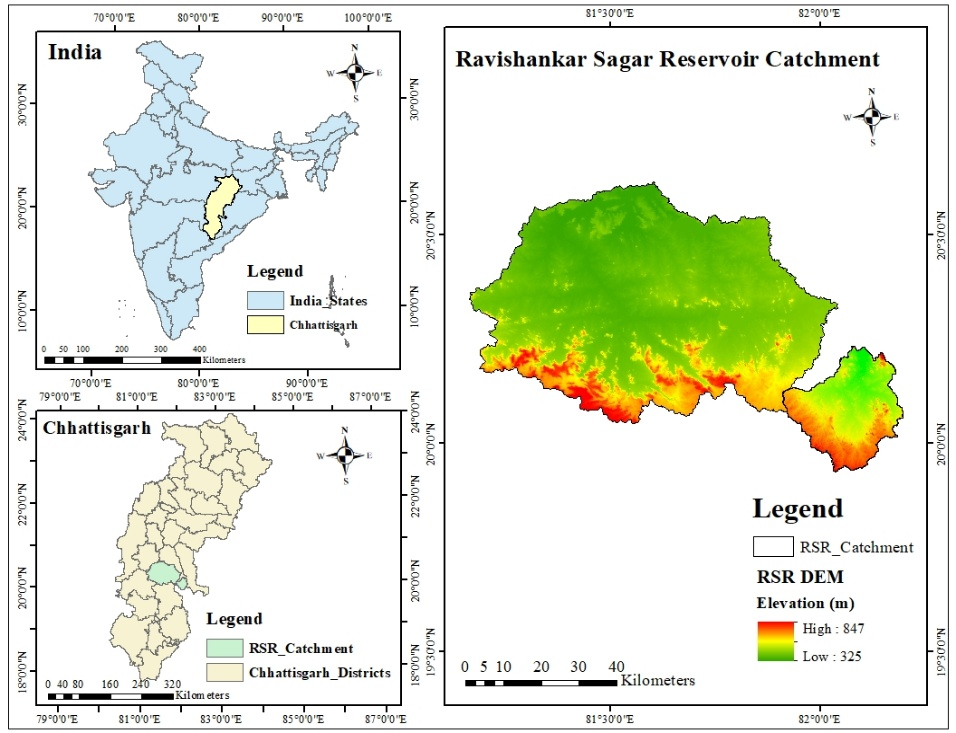 70°0'0"E 80°0'0"E 90°0'0"E 100°0'0"E
India
N
W E
S
30°0'0"N 20°0'0"N 10°0'0"N
30°0'0"N 20°0'0"N 10°0'0"N
Legend
India_States
Chhattisgarh
0 50 100 200 300 400
Kilometers
70°0'0"E 80°0'0"E 90°0'0"E
79°0'0"E 81°0'0"E 83°0'0"E 85°0'0"E 87°0'0"E
Chhattisgarh
N
W E
S
24°0'0"N 22°0'0"N 20°0'0"N 18°0'0"N
24°0'0"N 22°0'0"N 20°0'0"N 18°0'0"N
Legend
RSR_Catchment
Chhattisgarh_Districts
0 40 80 160 240 320
Kilometers
79°0'0"E 81°0'0"E 83°0'0"E 85°0'0"E 87°0'0"E
81°30'0"E 82°0'0"E
Ravishankar Sagar Reservoir Catchment
N
W E
S
20°30'0"N 20°0'0"N 19°30'0"N
20°30'0"N 20°0'0"N 19°30'0"N
Legend
RSR_Catchment
RSR DEM
Elevation (m)
High : 847
Low : 325
0 5 10 20 30 40
Kilometers
81°30'0"E 82°0'0"E